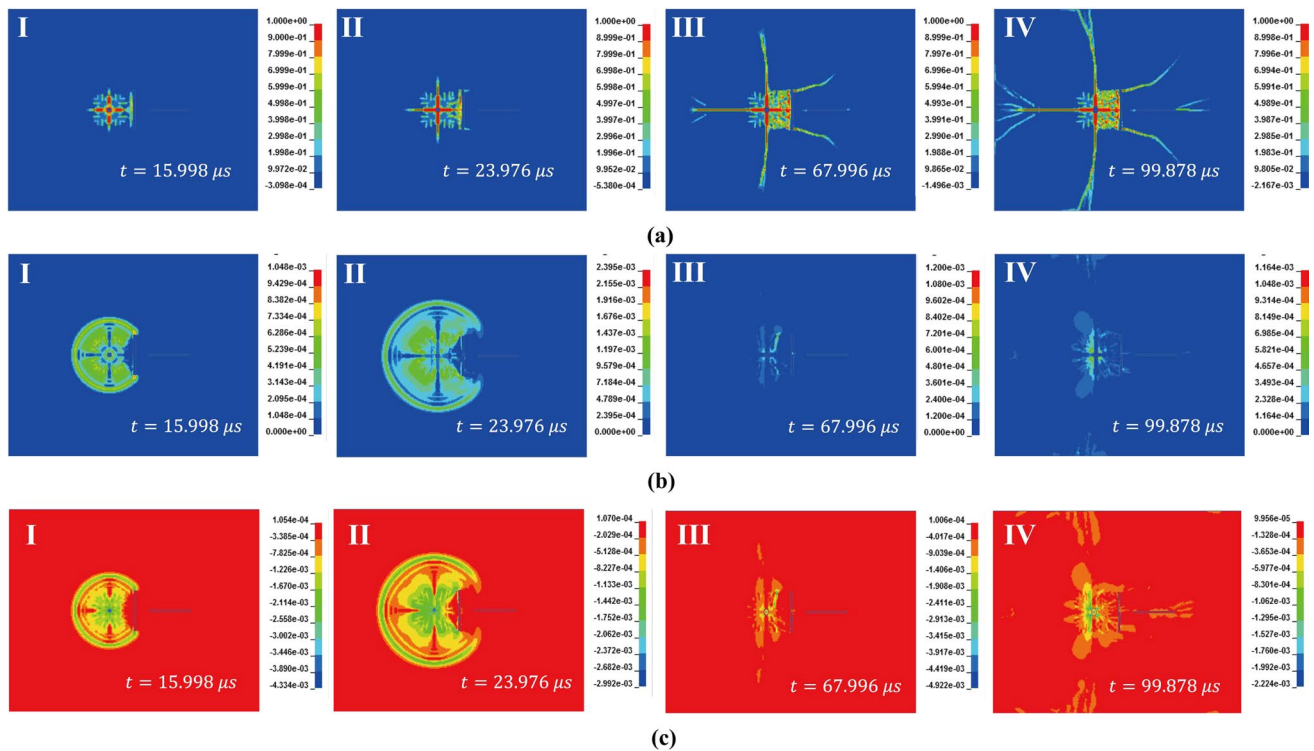 I
1.000e+00
9.000e-01
7.999e-01
6.999e-01
5.999e-01
4.998e-01
3.998e-01
2.998e-01
1.998e-01
9.972e-02
-3.098e-04
t = 15.998 μs
II
1.000e+00
8.999e-01
7.999e-01
6.998e-01
5.998e-01
4.997e-01
3.997e-01
2.996e-01
1.996e-01
9.952e-02
-5.380e-04
t = 23.976 μs
III
1.000e+00
8.999e-01
7.997e-01
6.996e-01
5.994e-01
4.993e-01
3.991e-01
2.990e-01
1.988e-01
9.865e-02
-1.496e-03
t = 67.996 μs
IV
1.000e+00
8.998e-01
7.996e-01
6.994e-01
5.991e-01
4.989e-01
3.987e-01
2.985e-01
1.983e-01
9.805e-02
-2.167e-03
t = 99.878 μs
(a)
I
1.048e-03
9.429e-04
8.382e-04
7.334e-04
6.286e-04
5.239e-04
4.191e-04
3.143e-04
2.095e-04
1.048e-04
0.000e+00
t = 15.998 μs
II
2.395e-03
2.155e-03
1.916e-03
1.676e-03
1.437e-03
1.197e-03
9.579e-04
7.184e-04
4.789e-04
2.395e-04
0.000e+00
t = 23.976 μs
III
1.200e-03
1.080e-03
9.602e-04
8.402e-04
7.201e-04
6.001e-04
4.801e-04
3.601e-04
2.400e-04
1.200e-04
0.000e+00
t = 67.996 μs
IV
1.164e-03
1.048e-03
9.314e-04
8.150e-04
6.985e-04
5.821e-04
4.657e-04
3.493e-04
2.328e-04
1.164e-04
0.000e+00
t = 99.878 μs
(b)
I
1.054e-04
-3.385e-04
-7.825e-04
-1.226e-03
-1.670e-03
-2.114e-03
-2.558e-03
-3.002e-03
-3.446e-03
-3.890e-03
-4.334e-03
t = 15.998 μs
II
1.070e-04
-2.029e-04
-5.128e-04
-8.227e-04
-1.133e-03
-1.442e-03
-1.752e-03
-2.062e-03
-2.372e-03
-2.682e-03
-2.992e-03
t = 23.976 μs
III
1.006e-04
-4.017e-04
-9.039e-04
-1.406e-03
-1.908e-03
-2.411e-03
-2.913e-03
-3.415e-03
-3.917e-03
-4.419e-03
-4.922e-03
t = 67.996 μs
IV
9.956e-05
-1.328e-04
-3.653e-04
-5.977e-04
-8.301e-04
-1.062e-03
-1.295e-03
-1.527e-03
-1.760e-03
-1.992e-03
-2.224e-03
t = 99.878 μs
(c)